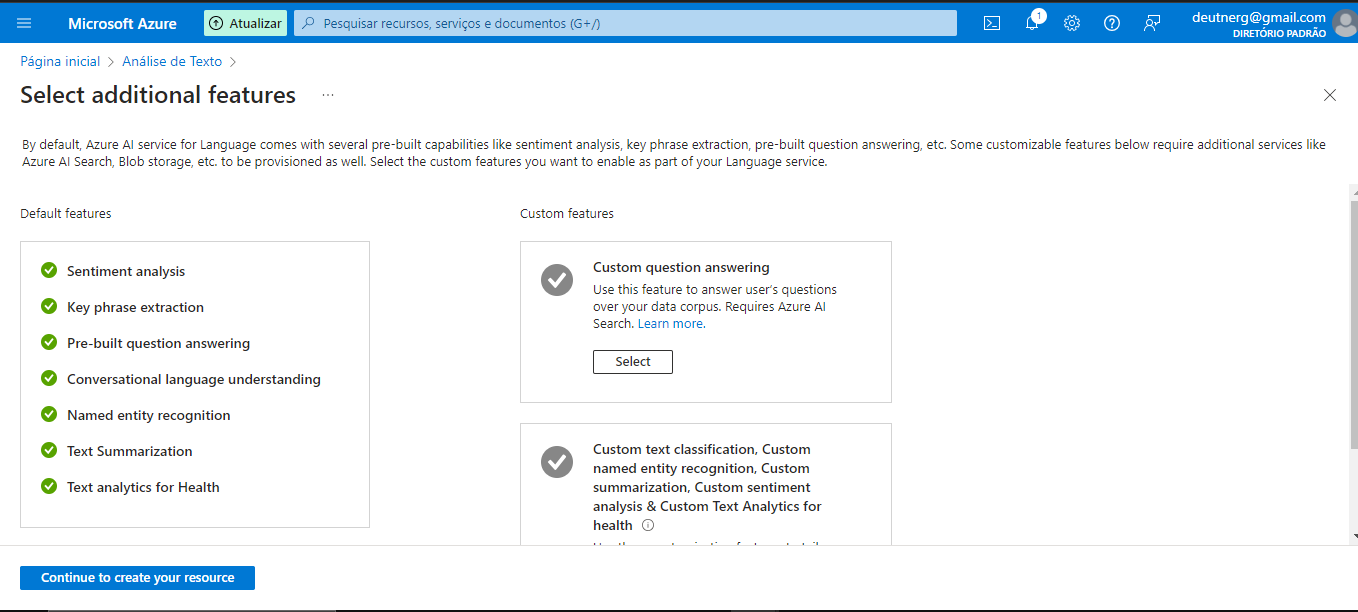 Microsoft Azure
Atualizar
Pesquisar recursos, serviços e documentos (G+/)
1
deutnerg@gmail.com
DIRETÓRIO PADRÃO
Página inicial > Análise de Texto >
Select additional features ...
By default, Azure AI service for Language comes with several pre-built capabilities like sentiment analysis, key phrase extraction, pre-built question answering, etc. Some customizable features below require additional services like
Azure AI Search, Blob storage, etc. to be provisioned as well. Select the custom features you want to enable as part of your Language service.
Default features
Sentiment analysis
Key phrase extraction
Pre-built question answering
Conversational language understanding
Named entity recognition
Text Summarization
Text analytics for Health
Custom features
Custom question answering
Use this feature to answer user's questions
over your data corpus. Requires Azure AI
Search. Learn more.
Select
Custom text classification, Custom
named entity recognition, Custom
summarization, Custom sentiment
analysis & Custom Text Analytics for
health
Continue to create your resource